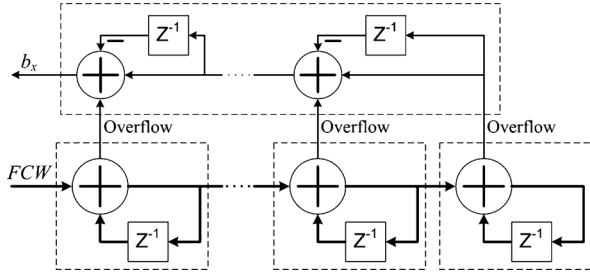 Z-1 Z-1
bx
Overflow Overflow Overflow
FCW
Z-1 Z-1 Z-1